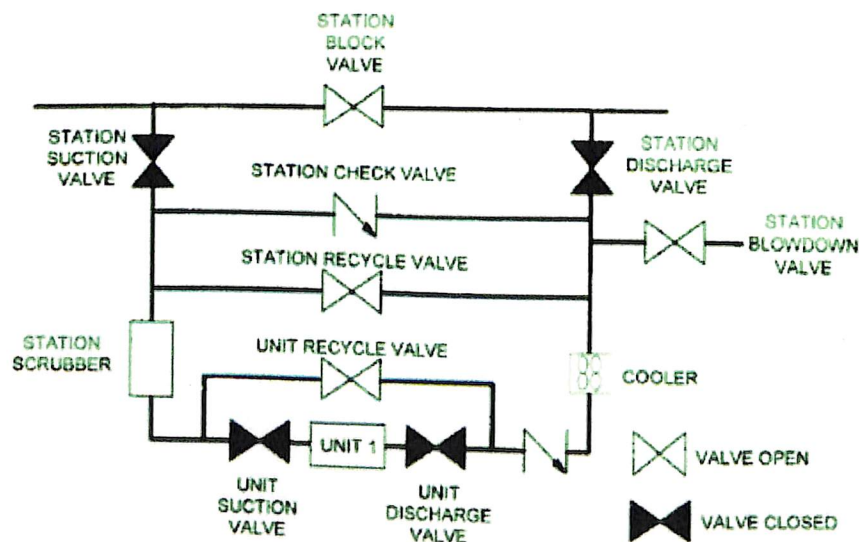 STATION
BLOCK
VALVE
STATION
SUCTION
VALVE
STATION CHECK VALVE
STATION
DISCHARGE
VALVE
STATION
BLOWDOWN
VALVE
STATION RECYCLE VALVE
STATION
SCRUBBER
UNIT RECYCLE VALVE
COOLER
UNIT 1
VALVE OPEN
UNIT
SUCTION
VALVE
UNIT
DISCHARGE
VALVE
VALVE CLOSED